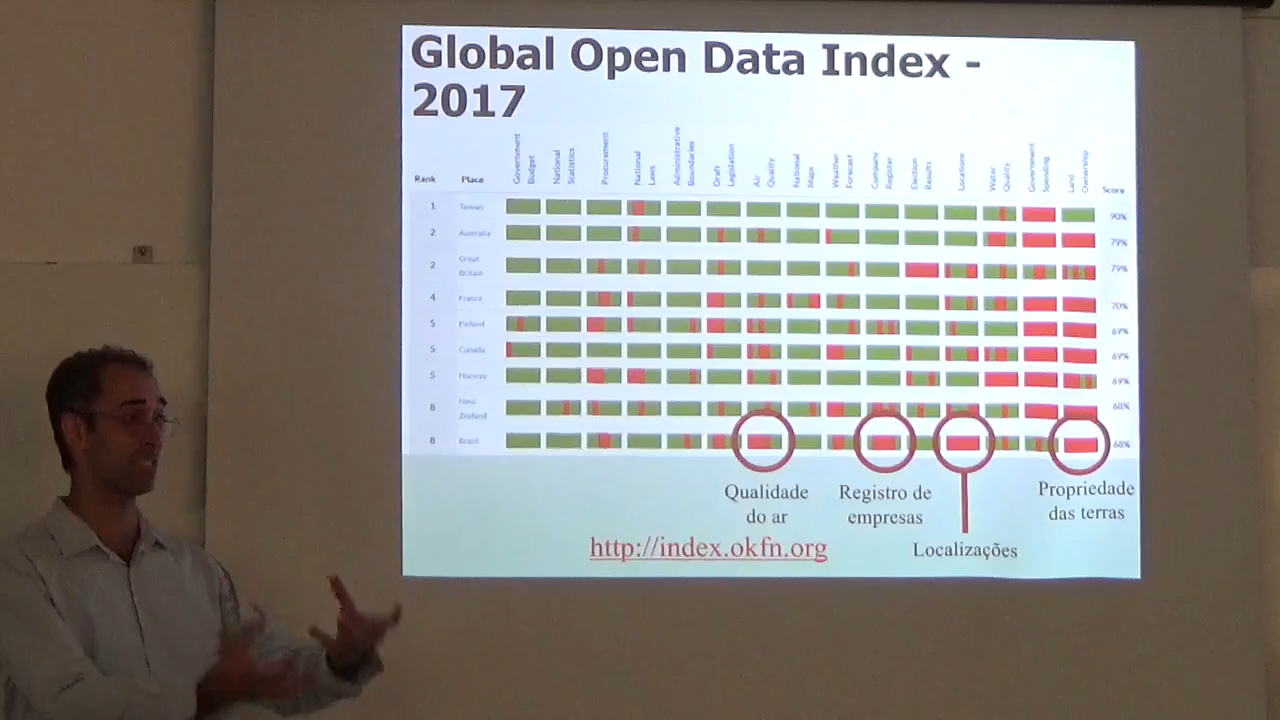 Global Open Data Index -
2017
Rank
Place
Government
Budget
National
Statistics
Procurement
National
Laws
Administrative
Boundaries
Draft
Legislation
Air
Quality
National
Maps
Weather
Forecast
Company
Register
Election
Results
Locations
Water
Quality
Government
Spending
Land
Ownership
Score
1 Taiwan 90%
2 Australia 79%
2 Great
Britain 79%
4 France 70%
5 Finland 69%
5 Canada 69%
5 Norway 69%
8 New
Zealand 68%
8 Brazil 68%
Qualidade
do ar
Registro de
empresas
Localizações
Propriedade
das terras
http://index.okfn.org